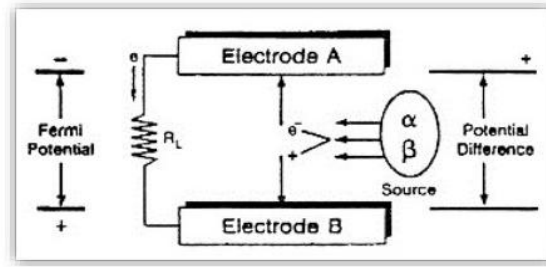 Electrode A
− e +
Fermi
Potential
R_L
e⁻
+
α
β
Potential
Difference
Source
+
Electrode B